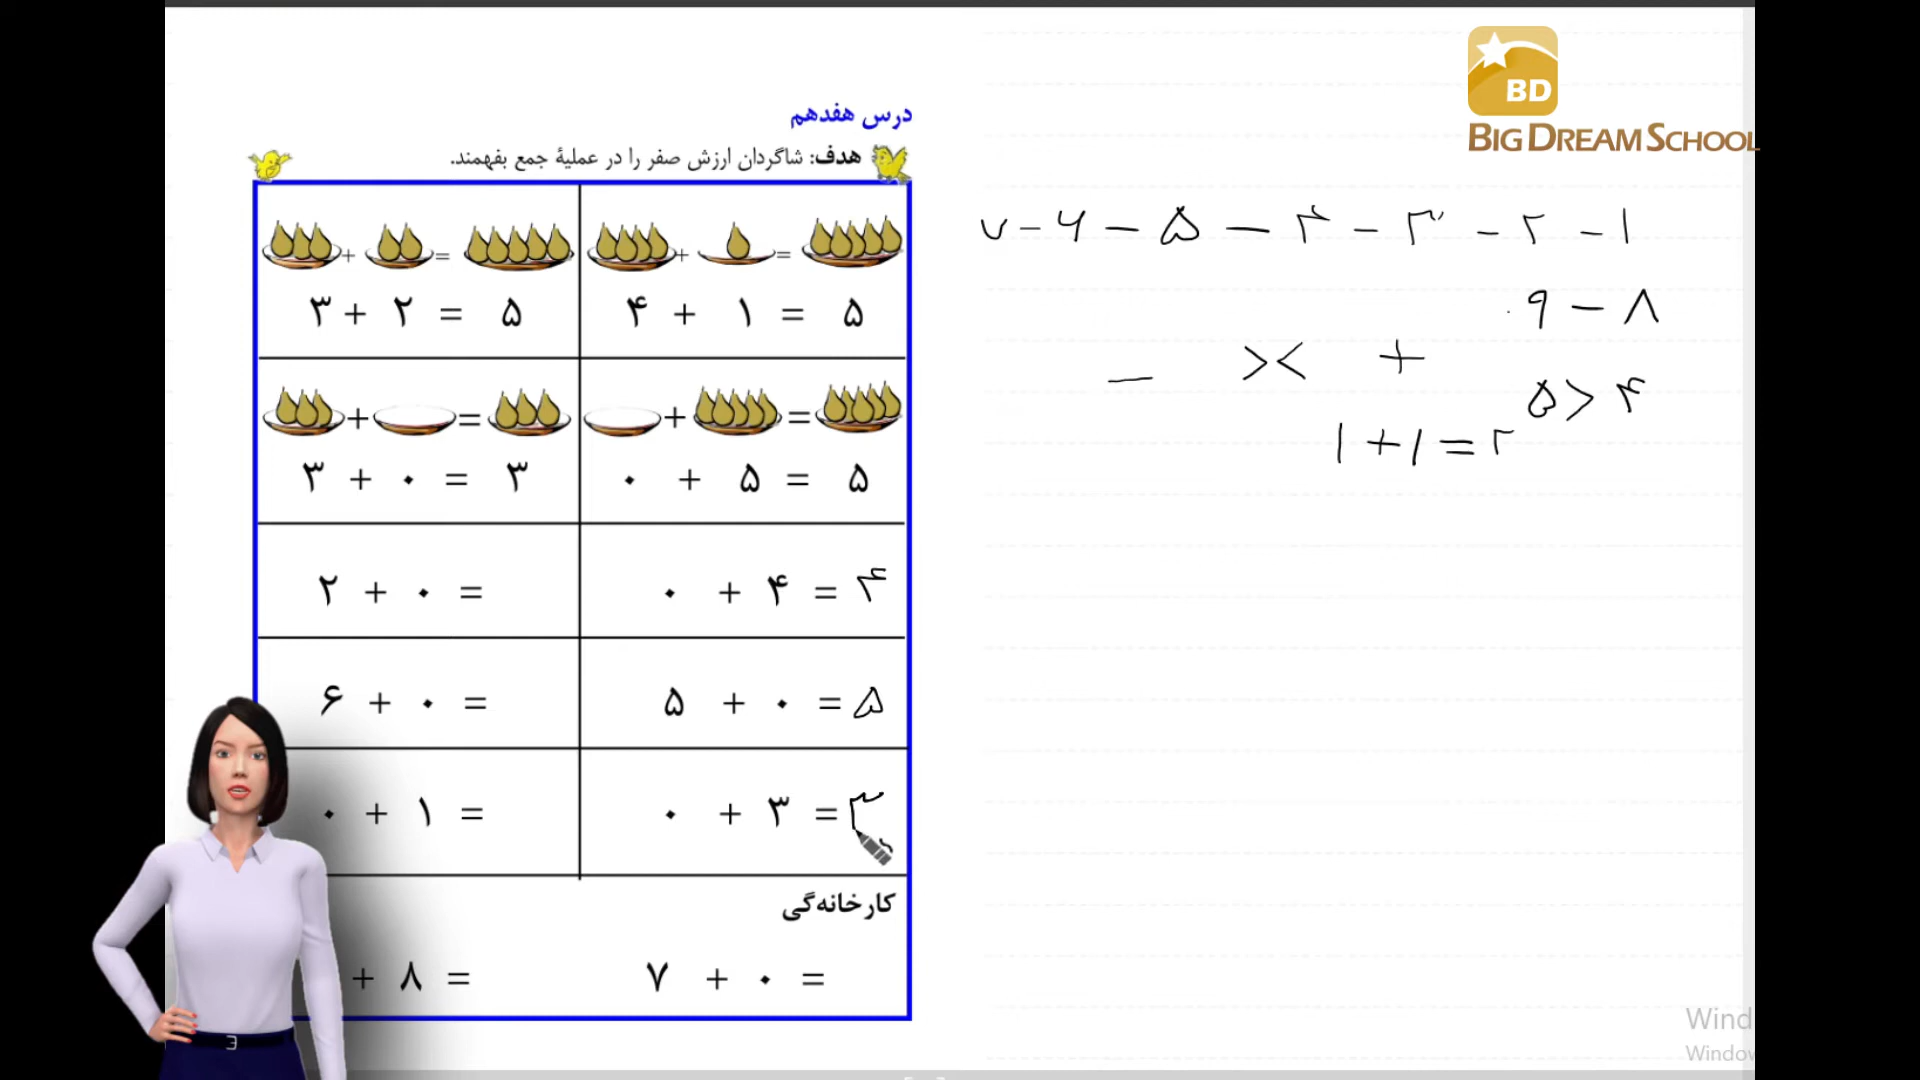 BD
BIG DREAM SCHOOL
درس هفدهم
هدف: شاگردان ارزش صفر را در عملیهٔ جمع بفهمند.
+ =
+ =
۳ + ۲ = ۵
۴ + ۱ = ۵
+ =
+ =
۳ + ۰ = ۳
۰ + ۵ = ۵
۲ + ۰ =
۰ + ۴ = ۴
۶ + ۰ =
۵ + ۰ = ۵
۰ + ۱ =
۰ + ۳ = ۳
کارخانه‌گی
+ ۸ =
۷ + ۰ =
۷ - ۶ - ۵ - ۴ - ۳ - ۲ - ۱
۹ - ۸
− >< +
۵ > ۴
۱ + ۱ = ۲
Wind
Window